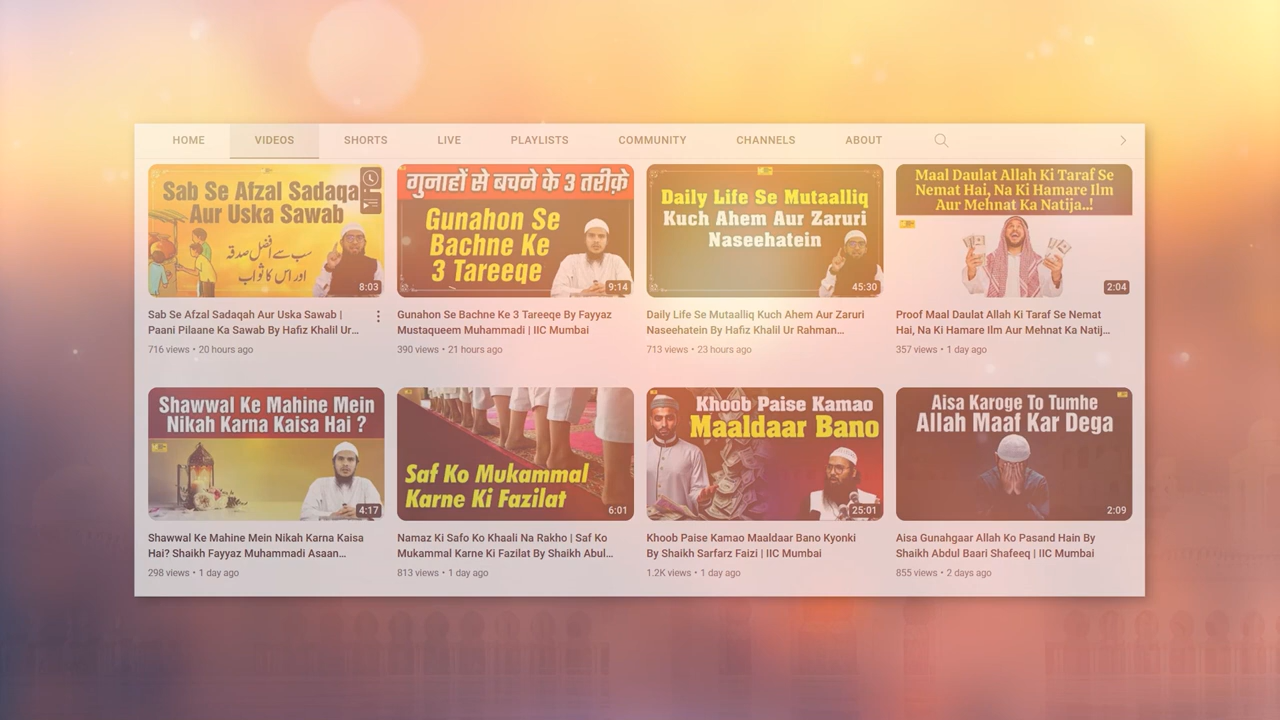 HOME VIDEOS SHORTS LIVE PLAYLISTS COMMUNITY CHANNELS ABOUT
Sab Se Afzal Sadaqa
Aur Uska Sawab
سب سے افضل صدقہ
اور اس کا ثواب
8:03
Sab Se Afzal Sadaqah Aur Uska Sawab |
Paani Pilaane Ka Sawab By Hafiz Khalil Ur...
716 views • 20 hours ago
गुनाहों से बचने के 3 तरीक़े
Gunahon Se
Bachne Ke
3 Tareeqe
9:14
Gunahon Se Bachne Ke 3 Tareeqe By Fayyaz
Mustaqueem Muhammadi | IIC Mumbai
390 views • 21 hours ago
Daily Life Se Mutaalliq
Kuch Ahem Aur Zaruri
Naseehatein
45:30
Daily Life Se Mutaalliq Kuch Ahem Aur Zaruri
Naseehatein By Hafiz Khalil Ur Rahman...
713 views • 23 hours ago
Maal Daulat Allah Ki Taraf Se
Nemat Hai, Na Ki Hamare Ilm
Aur Mehnat Ka Natija..!
2:04
Proof Maal Daulat Allah Ki Taraf Se Nemat
Hai, Na Ki Hamare Ilm Aur Mehnat Ka Natij...
357 views • 1 day ago
Shawwal Ke Mahine Mein
Nikah Karna Kaisa Hai ?
4:17
Shawwal Ke Mahine Mein Nikah Karna Kaisa
Hai? Shaikh Fayyaz Muhammadi Asaan...
298 views • 1 day ago
Saf Ko Mukammal
Karne Ki Fazilat
6:01
Namaz Ki Safo Ko Khaali Na Rakho | Saf Ko
Mukammal Karne Ki Fazilat By Shaikh Abul...
813 views • 1 day ago
Khoob Paise Kamao
Maaldaar Bano
25:01
Khoob Paise Kamao Maaldaar Bano Kyonki
By Shaikh Sarfarz Faizi | IIC Mumbai
1.2K views • 1 day ago
Aisa Karoge To Tumhe
Allah Maaf Kar Dega
2:09
Aisa Gunahgaar Allah Ko Pasand Hain By
Shaikh Abdul Baari Shafeeq | IIC Mumbai
855 views • 2 days ago